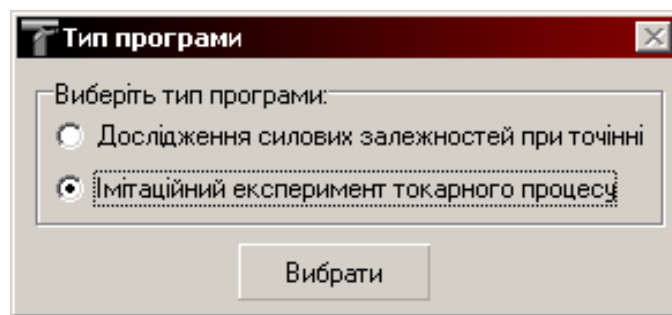 Тип програми
Виберіть тип програми:
Дослідження силових залежностей при точінні
Імітаційний експеримент токарного процесу
Вибрати